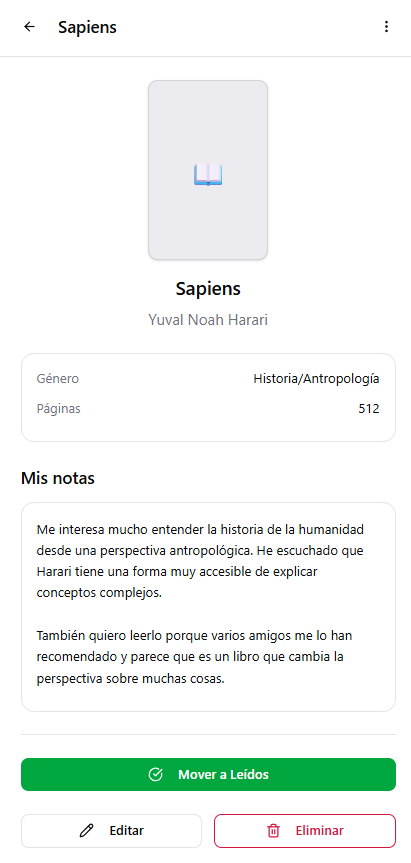 Sapiens
Sapiens
Yuval Noah Harari
Género Historia/Antropología
Páginas 512
Mis notas
Me interesa mucho entender la historia de la humanidad
desde una perspectiva antropológica. He escuchado que
Harari tiene una forma muy accesible de explicar
conceptos complejos.
También quiero leerlo porque varios amigos me lo han
recomendado y parece que es un libro que cambia la
perspectiva sobre muchas cosas.
Mover a Leídos
Editar Eliminar